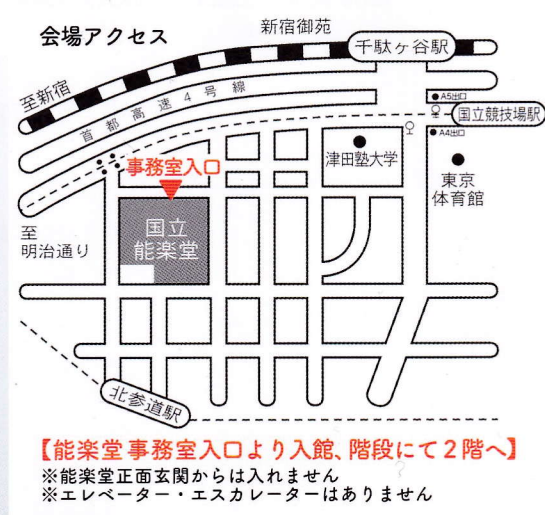 会場アクセス
新宿御苑
千駄ヶ谷駅
至新宿
首都高速4号線
A5出口
国立競技場駅
A4出口
事務室入口
津田塾大学
東京
体育館
国立
能楽堂
至
明治通り
北参道駅
【能楽堂事務室入口より入館、階段にて2階へ】
※能楽堂正面玄関からは入れません
※エレベーター・エスカレーターはありません